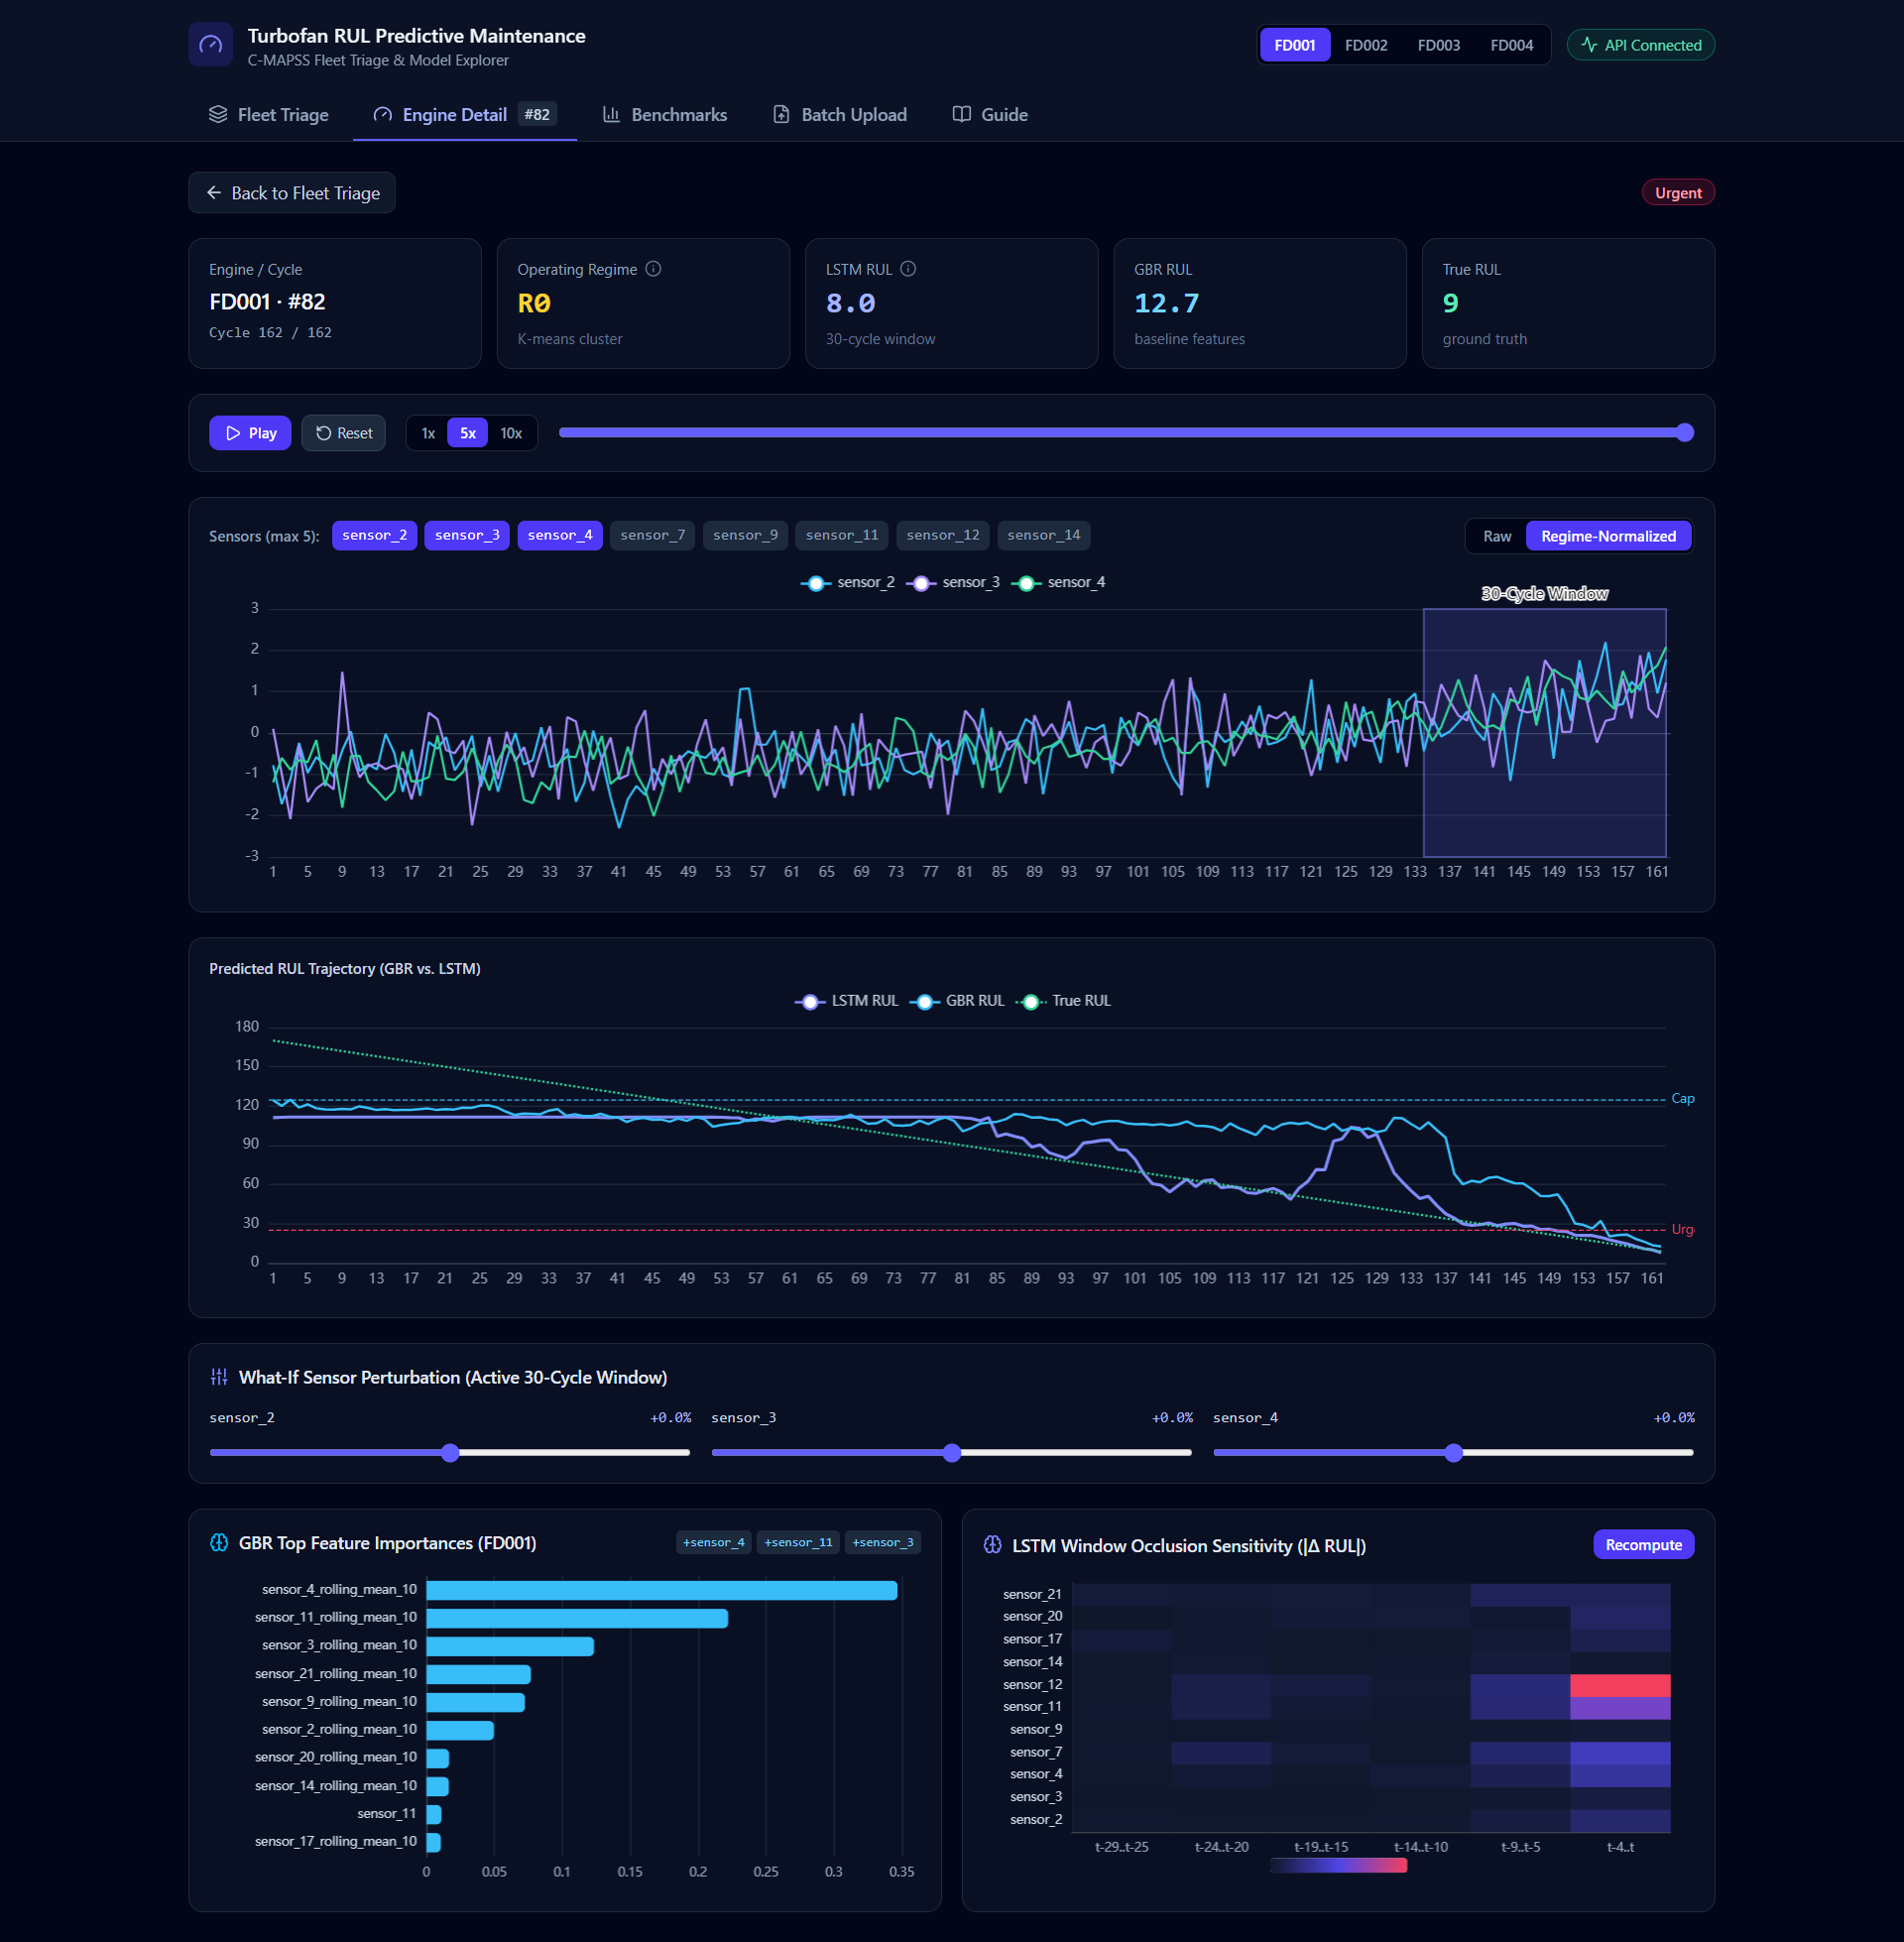 Turbofan RUL Predictive Maintenance
C-MAPSS Fleet Triage & Model Explorer
FD001 FD002 FD003 FD004
API Connected
Fleet Triage
Engine Detail #82
Benchmarks
Batch Upload
Guide
Back to Fleet Triage
Urgent
Engine / Cycle
FD001 · #82
Cycle 162 / 162
Operating Regime
R0
K-means cluster
LSTM RUL
8.0
30-cycle window
GBR RUL
12.7
baseline features
True RUL
9
ground truth
Play
Reset
1x 5x 10x
Sensors (max 5): sensor_2 sensor_3 sensor_4 sensor_7 sensor_9 sensor_11 sensor_12 sensor_14
Raw Regime-Normalized
sensor_2 sensor_3 sensor_4
30-Cycle Window
3
2
1
0
-1
-2
-3
1 5 9 13 17 21 25 29 33 37 41 45 49 53 57 61 65 69 73 77 81 85 89 93 97 101 105 109 113 117 121 125 129 133 137 141 145 149 153 157 161
Predicted RUL Trajectory (GBR vs. LSTM)
LSTM RUL GBR RUL True RUL
180
150
120
90
60
30
0
Cap
Urg
1 5 9 13 17 21 25 29 33 37 41 45 49 53 57 61 65 69 73 77 81 85 89 93 97 101 105 109 113 117 121 125 129 133 137 141 145 149 153 157 161
What-If Sensor Perturbation (Active 30-Cycle Window)
sensor_2 +0.0%
sensor_3 +0.0%
sensor_4 +0.0%
GBR Top Feature Importances (FD001)
+sensor_4 +sensor_11 +sensor_3
sensor_4_rolling_mean_10
sensor_11_rolling_mean_10
sensor_3_rolling_mean_10
sensor_21_rolling_mean_10
sensor_9_rolling_mean_10
sensor_2_rolling_mean_10
sensor_20_rolling_mean_10
sensor_14_rolling_mean_10
sensor_11
sensor_17_rolling_mean_10
0 0.05 0.1 0.15 0.2 0.25 0.3 0.35
LSTM Window Occlusion Sensitivity (|Δ RUL|)
Recompute
sensor_21
sensor_20
sensor_17
sensor_14
sensor_12
sensor_11
sensor_9
sensor_7
sensor_4
sensor_3
sensor_2
t-29..t-25 t-24..t-20 t-19..t-15 t-14..t-10 t-9..t-5 t-4..t